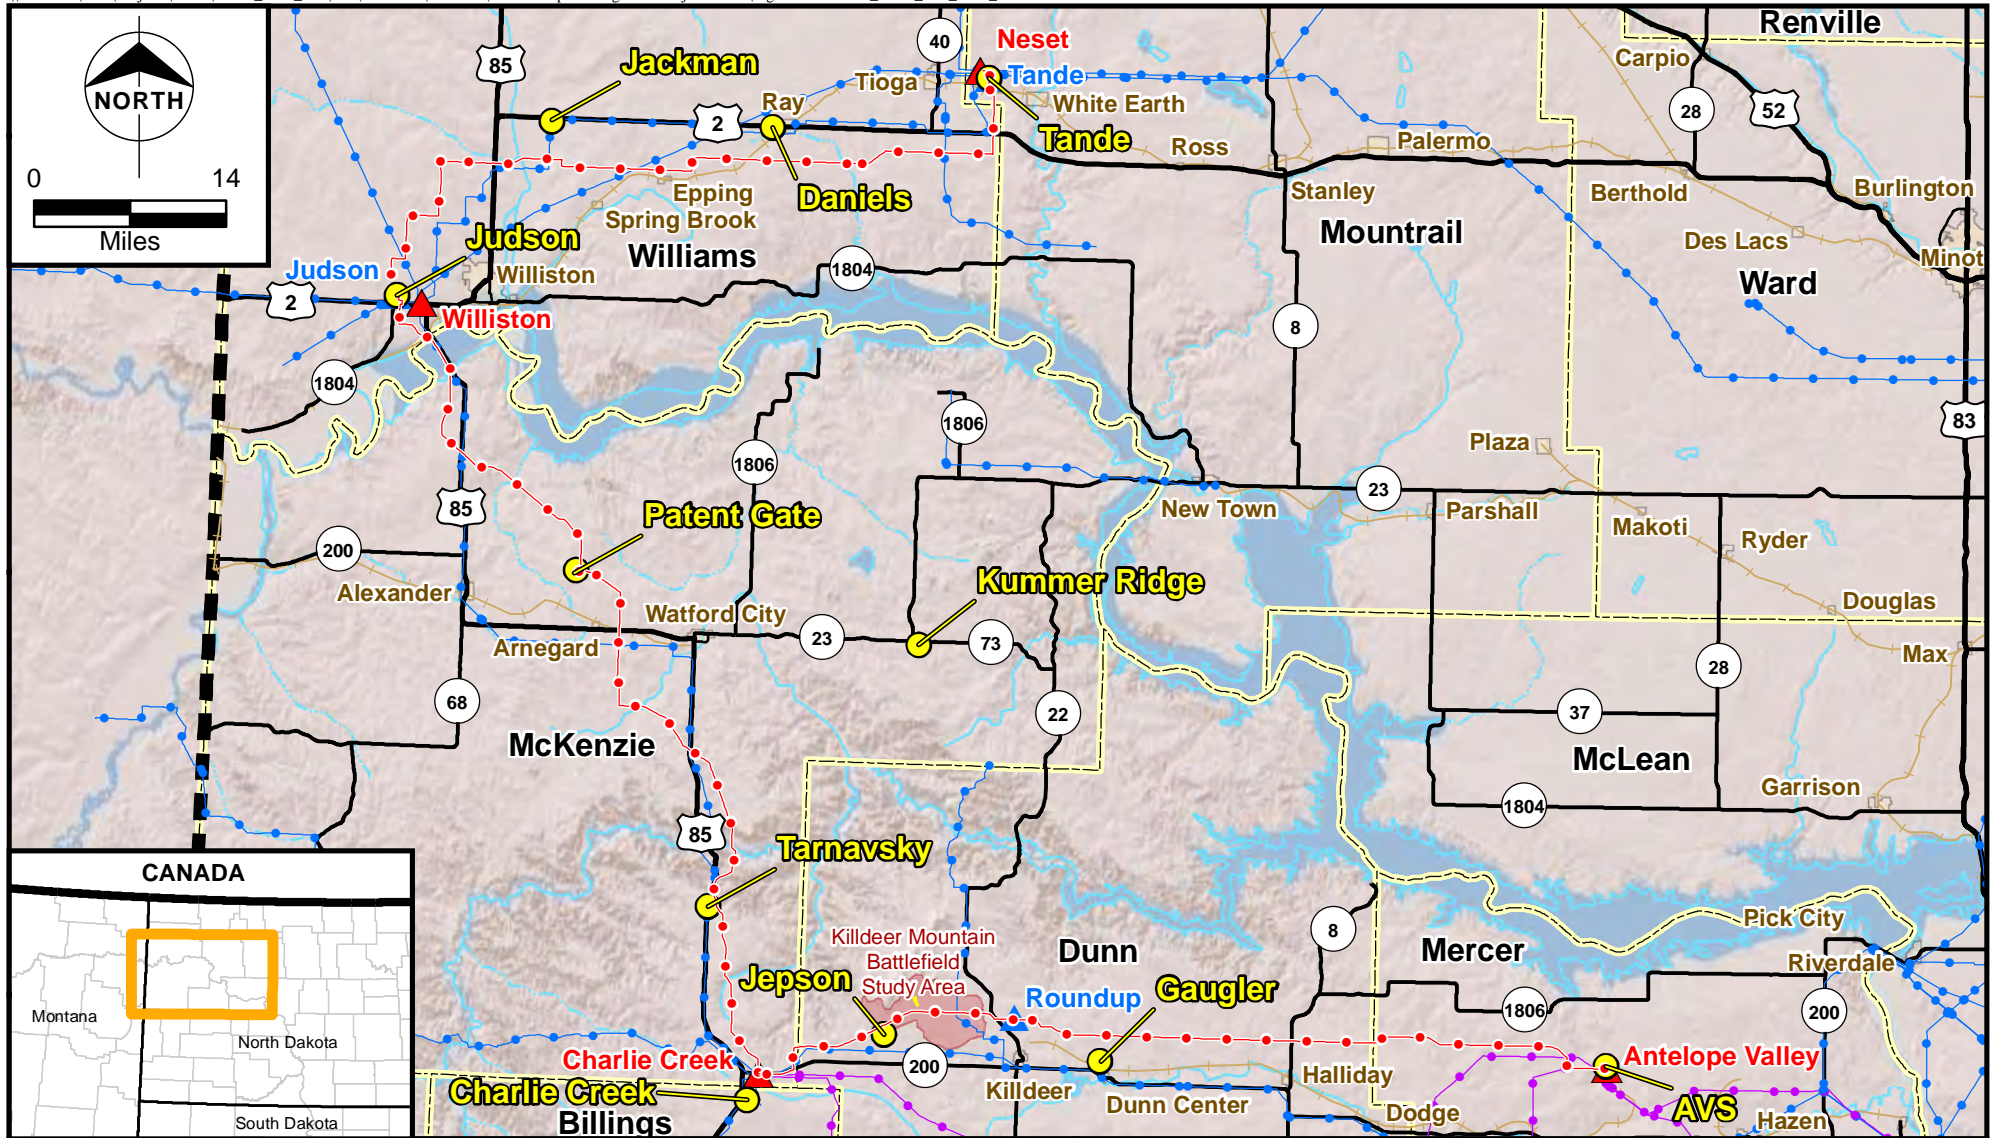 NORTH
0 14
Miles
85
Jackman
40
Neset
Tande
Renville
Carpio
Tioga
Ray
2
White Earth
Tande
28
52
Ross
Palermo
Daniels
Epping
Spring Brook
Stanley
Berthold
Burlington
Judson
Williams
Mountrail
Des Lacs
Minot
Judson
Williston
1804
Ward
2
Williston
8
1804
83
1806
1806
Plaza
85
Patent Gate
23
New Town
Parshall
Makoti
Ryder
200
Alexander
Kummer Ridge
Douglas
Watford City
Arnegard
23
73
Max
68
22
28
37
McKenzie
McLean
Garrison
1804
85
Tarnavsky
CANADA
Pick City
Killdeer Mountain
Battlefield
Study Area
Dunn
8
Mercer
Riverdale
Jepson
Roundup
Gaugler
1806
200
Montana
North Dakota
Charlie Creek
200
Antelope Valley
Killdeer
Halliday
Charlie Creek
Dunn Center
Dodge
AVS
Hazen
Billings
South Dakota